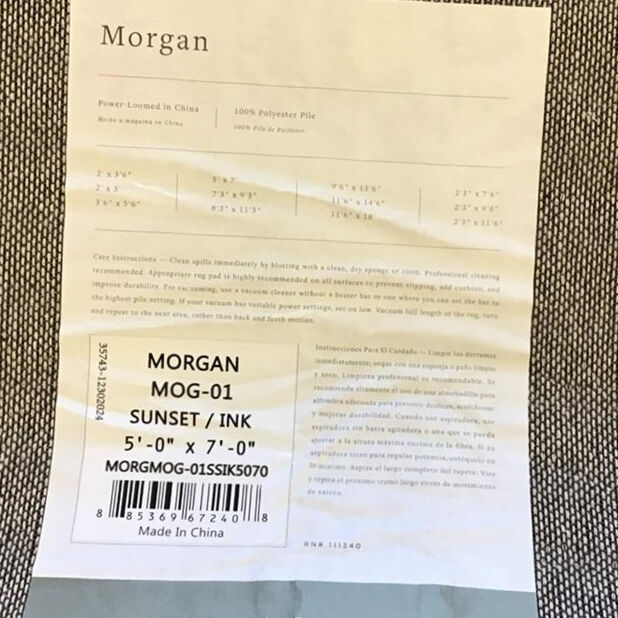 Morgan
Power-Loomed in China
Hecho a máquina en China
100% Polyester Pile
100% Pila de Poliéster
2' x 3'6"
2' x 5'
3'6" x 5'6"
5' x 7'
7'3" x 9'3"
8'3" x 11'3"
9'6" x 13'6"
11'6" x 14'6"
11'6" x 18
2'3" x 7'6"
2'3" x 9'6"
2'3" x 11'6"
Care Instructions — Clean spills immediately by blotting with a clean, dry sponge or cloth. Professional cleaning
recommended. Appropriate rug pad is highly recommended on all surfaces to prevent slipping, add cushion, and
improve durability. For vacuuming, use a vacuum cleaner without a beater bar or one where you can set the bar to
the highest pile setting. If your vacuum has variable power settings, set on low. Vacuum full length of the rug, turn
and repeat to the next area, rather than back and forth motion.
35743-12302024
MORGAN
MOG-01
SUNSET / INK
5'-0" x 7'-0"
MORGMOG-01SSIK5070
8 85369 67240 8
Made In China
Instrucciones Para El Cuidado — Limpie los derrames
inmediatamente; seque con una esponja o paño limpio
y seco. Limpieza profesional es recomendable. Se
recomienda altamente el uso de una almohadilla para
alfombra adecuada para prevenir deslices, acolchonar
y mejorar durabilidad. Cuando use aspiradora, use
aspiradora sin barra agitadora o una que se pueda
ajustar a la altura máxima encima de la fibra. Si su
aspiradora tiene para regular potencia, colóquelo en
lo mínimo. Aspire el largo completo del tapete. Vire
y repita el próximo tramo largo envés de movimiento
de vaivén.
RN# 111340